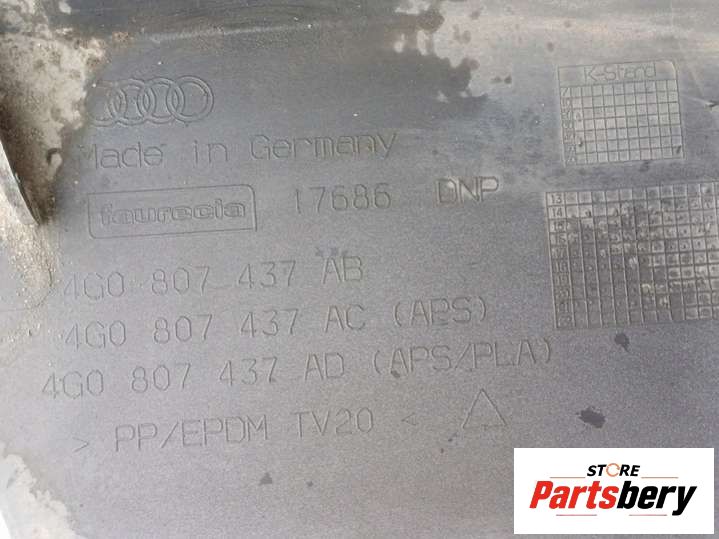 K-Stand
Made in Germany
faurecia 17686 DNP
4G0 807 437 AB
4G0 807 437 AC (APS)
4G0 807 437 AD (APS/PLA)
> PP/EPDM TV20 <
STORE
Partsbery